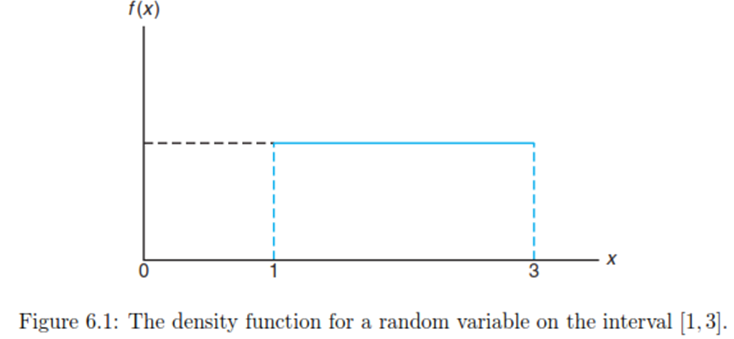 f(x)
x
0
1
3
Figure 6.1: The density function for a random variable on the interval [1, 3].